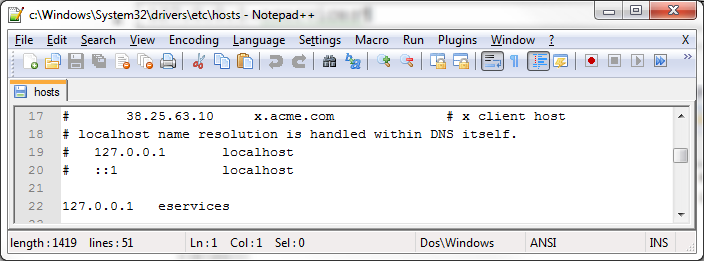 c:\Windows\System32\drivers\etc\hosts - Notepad++
File Edit Search View Encoding Language Settings Macro Run Plugins Window ? X
hosts
17 #       38.25.63.10     x.acme.com              # x client host
18 # localhost name resolution is handled within DNS itself.
19 #   127.0.0.1       localhost
20 #   ::1             localhost
21
22 127.0.0.1   eservices
length : 1419 lines : 51 Ln : 1 Col : 1 Sel : 0 Dos\Windows ANSI INS